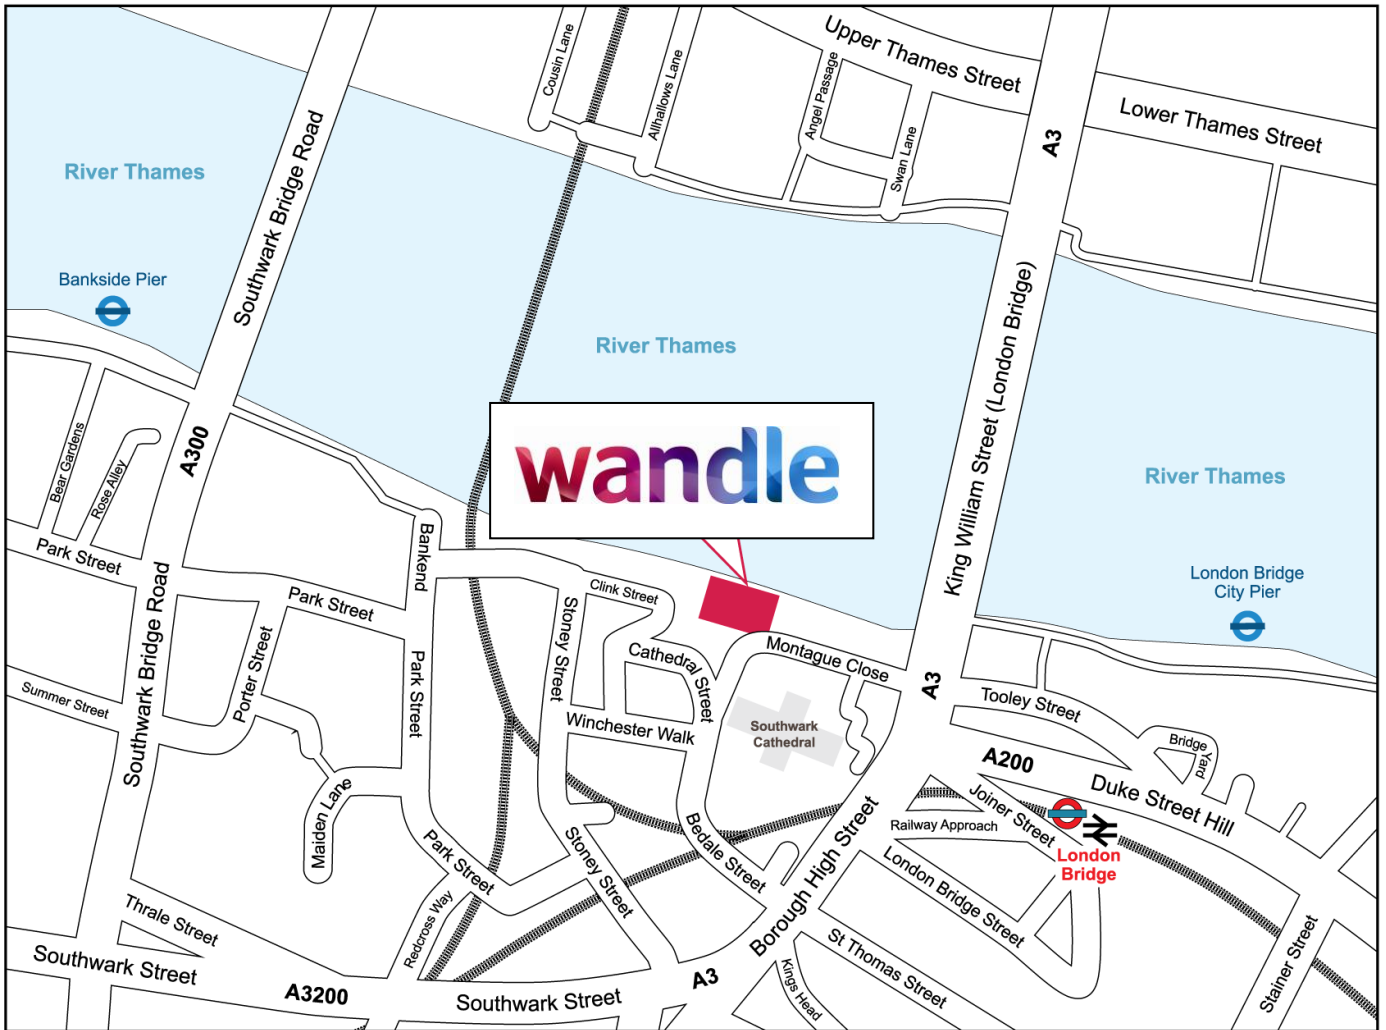 Cousin Lane
Allhallows Lane
Angel Passage
Swan Lane
Upper Thames Street
A3
Lower Thames Street
River Thames
Southwark Bridge Road
Bankside Pier
River Thames
King William Street (London Bridge)
River Thames
wandle
A300
Bear Gardens
Rose Alley
Park Street
Bankend
Park Street
Clink Street
London Bridge
City Pier
Stoney Street
Cathedral Street
Montague Close
A3
Tooley Street
Southwark Bridge Road
Summer Street
Porter Street
Park Street
Winchester Walk
Southwark
Cathedral
Bridge
Yard
A200
Duke Street Hill
Joiner Street
Railway Approach
London
Bridge
Maiden Lane
Park Street
Stoney Street
Bedale Street
Borough High Street
London Bridge Street
Redcross Way
Thrale Street
Southwark Street
A3200
Southwark Street
A3
St Thomas Street
Kings Head
Stainer Street